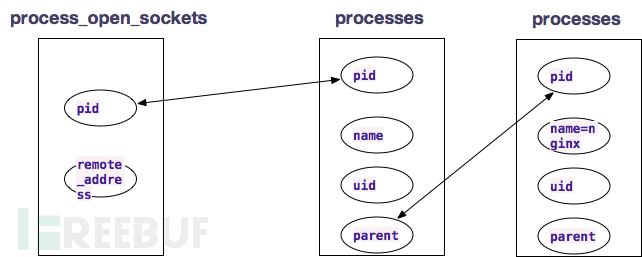 process_open_sockets
processes
processes
pid
remote
_addre
ss
pid
name
uid
parent
pid
name=n
ginx
uid
parent
FREEBUF